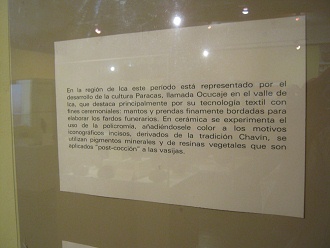 En la región de Ica este período está representado por el
desarrollo de la cultura Paracas, llamada Ocucaje en el valle de
Ica, que destaca principalmente por su tecnología textil con
fines ceremoniales: mantos y prendas finamente bordadas para
elaborar los fardos funerarios. En cerámica se experimenta el
uso de la policromía, añadiéndosele color a los motivos
iconográficos incisos, derivados de la tradición Chavín, se
utilizan pigmentos minerales y de resinas vegetales que son
aplicados "post-cocción" a las vasijas.